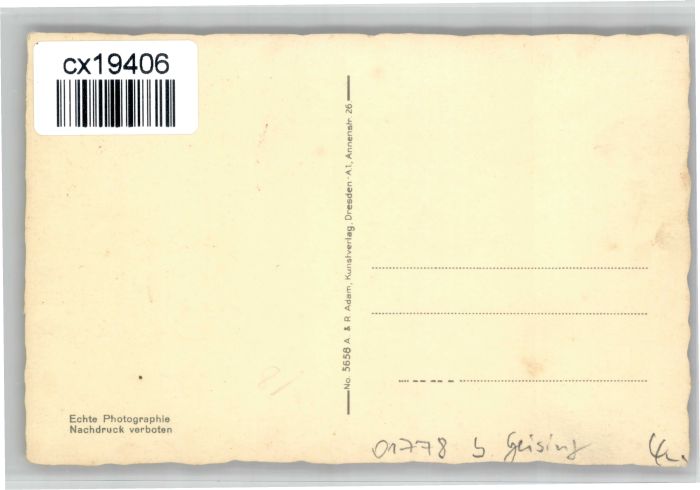 cx19406
No. 5658 A. & R. Adam, Kunstverlag, Dresden-A1, Annenstr. 26
Echte Photographie
Nachdruck verboten
01778 b. Geising